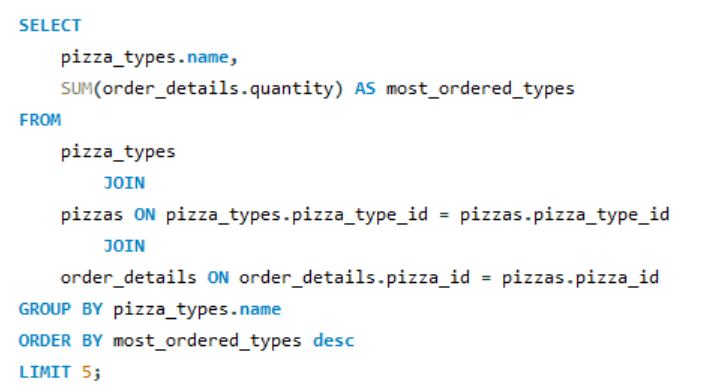 SELECT
pizza_types.name,
SUM(order_details.quantity) AS most_ordered_types
FROM
pizza_types
JOIN
pizzas ON pizza_types.pizza_type_id = pizzas.pizza_type_id
JOIN
order_details ON order_details.pizza_id = pizzas.pizza_id
GROUP BY pizza_types.name
ORDER BY most_ordered_types desc
LIMIT 5;